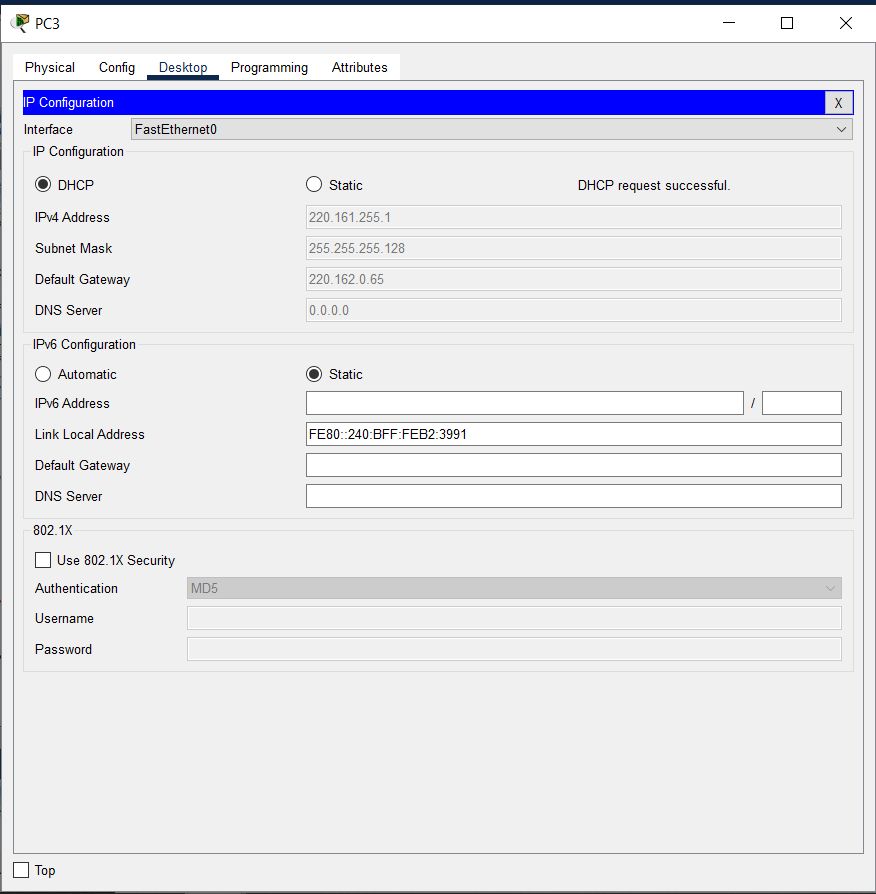 PC3
Physical Config Desktop Programming Attributes
IP Configuration X
Interface FastEthernet0
IP Configuration
DHCP Static DHCP request successful.
IPv4 Address 220.161.255.1
Subnet Mask 255.255.255.128
Default Gateway 220.162.0.65
DNS Server 0.0.0.0
IPv6 Configuration
Automatic Static
IPv6 Address /
Link Local Address FE80::240:BFF:FEB2:3991
Default Gateway
DNS Server
802.1X
Use 802.1X Security
Authentication MD5
Username
Password
Top